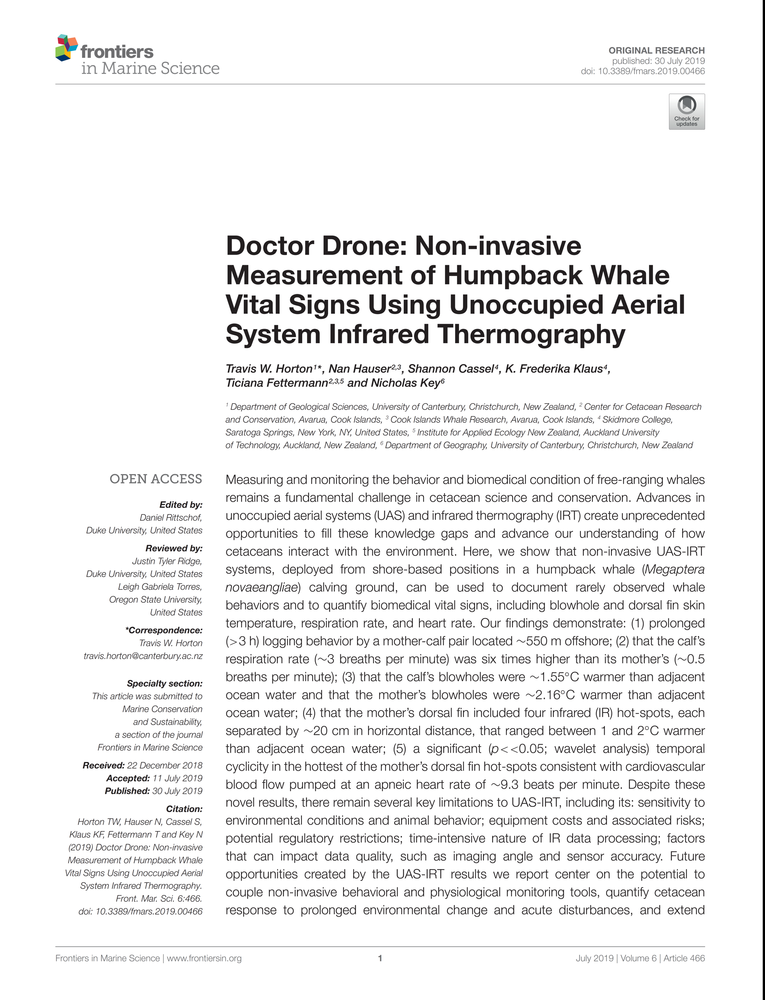 frontiers
in Marine Science
ORIGINAL RESEARCH
published: 30 July 2019
doi: 10.3389/fmars.2019.00466
Check for
updates
Doctor Drone: Non-invasive
Measurement of Humpback Whale
Vital Signs Using Unoccupied Aerial
System Infrared Thermography
Travis W. Horton1*, Nan Hauser2,3, Shannon Cassel4, K. Frederika Klaus4,
Ticiana Fettermann2,3,5 and Nicholas Key6
1 Department of Geological Sciences, University of Canterbury, Christchurch, New Zealand, 2 Center for Cetacean Research
and Conservation, Avarua, Cook Islands, 3 Cook Islands Whale Research, Avarua, Cook Islands, 4 Skidmore College,
Saratoga Springs, New York, NY, United States, 5 Institute for Applied Ecology New Zealand, Auckland University
of Technology, Auckland, New Zealand, 6 Department of Geography, University of Canterbury, Christchurch, New Zealand
OPEN ACCESS
Edited by:
Daniel Rittschof,
Duke University, United States
Reviewed by:
Justin Tyler Ridge,
Duke University, United States
Leigh Gabriela Torres,
Oregon State University,
United States
*Correspondence:
Travis W. Horton
travis.horton@canterbury.ac.nz
Specialty section:
This article was submitted to
Marine Conservation
and Sustainability,
a section of the journal
Frontiers in Marine Science
Received: 22 December 2018
Accepted: 11 July 2019
Published: 30 July 2019
Citation:
Horton TW, Hauser N, Cassel S,
Klaus KF, Fettermann T and Key N
(2019) Doctor Drone: Non-invasive
Measurement of Humpback Whale
Vital Signs Using Unoccupied Aerial
System Infrared Thermography.
Front. Mar. Sci. 6:466.
doi: 10.3389/fmars.2019.00466
Measuring and monitoring the behavior and biomedical condition of free-ranging whales
remains a fundamental challenge in cetacean science and conservation. Advances in
unoccupied aerial systems (UAS) and infrared thermography (IRT) create unprecedented
opportunities to fill these knowledge gaps and advance our understanding of how
cetaceans interact with the environment. Here, we show that non-invasive UAS-IRT
systems, deployed from shore-based positions in a humpback whale (Megaptera
novaeangliae) calving ground, can be used to document rarely observed whale
behaviors and to quantify biomedical vital signs, including blowhole and dorsal fin skin
temperature, respiration rate, and heart rate. Our findings demonstrate: (1) prolonged
(>3 h) logging behavior by a mother-calf pair located ∼550 m offshore; (2) that the calf’s
respiration rate (∼3 breaths per minute) was six times higher than its mother’s (∼0.5
breaths per minute); (3) that the calf’s blowholes were ∼1.55°C warmer than adjacent
ocean water and that the mother’s blowholes were ∼2.16°C warmer than adjacent
ocean water; (4) that the mother’s dorsal fin included four infrared (IR) hot-spots, each
separated by ∼20 cm in horizontal distance, that ranged between 1 and 2°C warmer
than adjacent ocean water; (5) a significant (p<<0.05; wavelet analysis) temporal
cyclicity in the hottest of the mother’s dorsal fin hot-spots consistent with cardiovascular
blood flow pumped at an apneic heart rate of ∼9.3 beats per minute. Despite these
novel results, there remain several key limitations to UAS-IRT, including its: sensitivity to
environmental conditions and animal behavior; equipment costs and associated risks;
potential regulatory restrictions; time-intensive nature of IR data processing; factors
that can impact data quality, such as imaging angle and sensor accuracy. Future
opportunities created by the UAS-IRT results we report center on the potential to
couple non-invasive behavioral and physiological monitoring tools, quantify cetacean
response to prolonged environmental change and acute disturbances, and extend
Frontiers in Marine Science | www.frontiersin.org
1
July 2019 | Volume 6 | Article 466